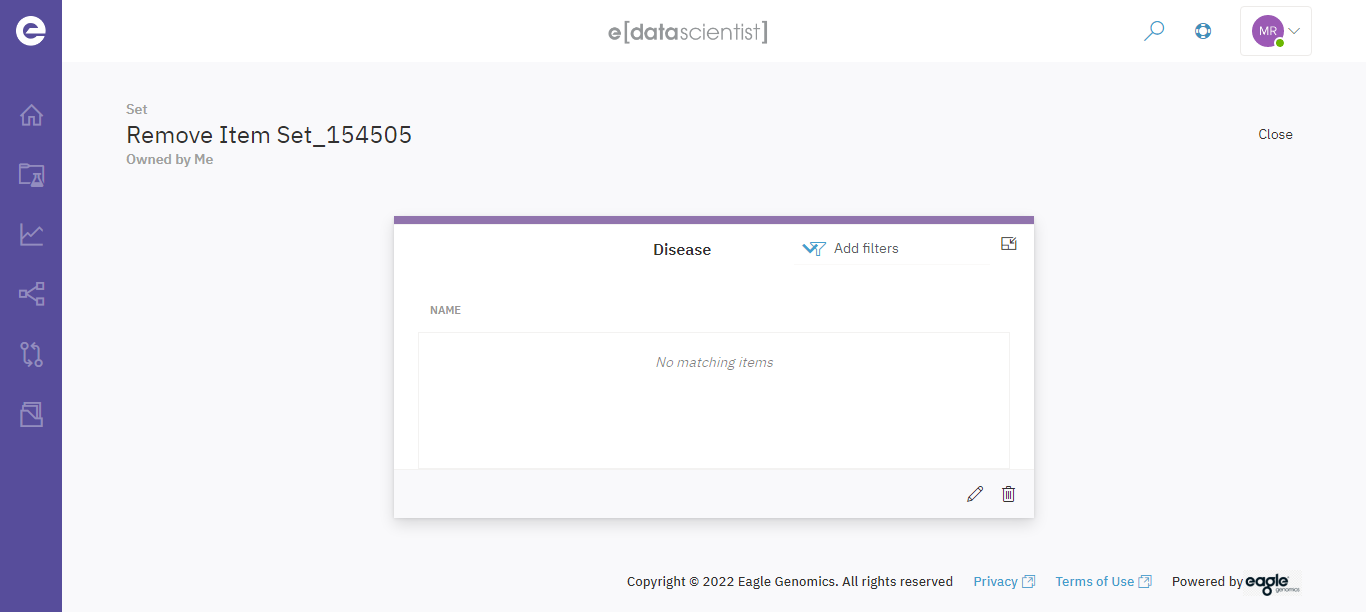 e[datascientist]
MR
Set
Remove Item Set_154505
Owned by Me
Close
Disease
Add filters
NAME
No matching items
Copyright © 2022 Eagle Genomics. All rights reserved
Privacy
Terms of Use
Powered by eagle genomics